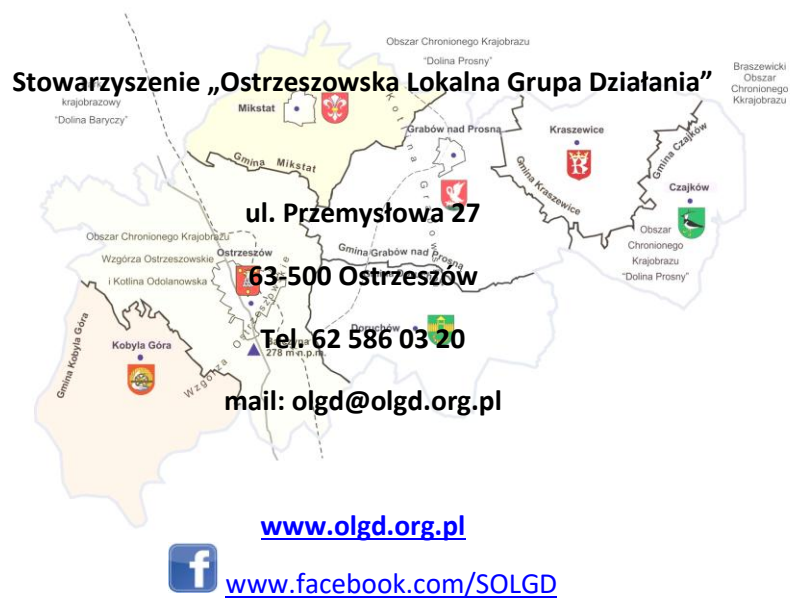 Obszar Chronionego Krajobrazu
"Dolina Prosny"
Braszewicki
Obszar
Chronionego
Kkrajobrazu
Stowarzyszenie „Ostrzeszowska Lokalna Grupa Działania”
krajobrazowy
"Dolina Baryczy"
Mikstat
Grabów nad Prosną
Kraszewice
Gmina Mikstat
Gmina Kraszewice
Gmina Czajków
Czajków
ul. Przemysłowa 27
Obszar Chronionego Krajobrazu
Wzgórza Ostrzeszowskie
i Kotlina Odolanowska
Ostrzeszów
Gmina Grabów nad Prosną
Obszar
Chronionego
Krajobrazu
"Dolina Prosny"
63-500 Ostrzeszów
Doruchów
Tel. 62 586 03 20
278 m n.p.m.
Kobyla Góra
Gmina Kobyla Góra
Wzgórza Ostrzeszowskie
mail: olgd@olgd.org.pl
www.olgd.org.pl
f www.facebook.com/SOLGD